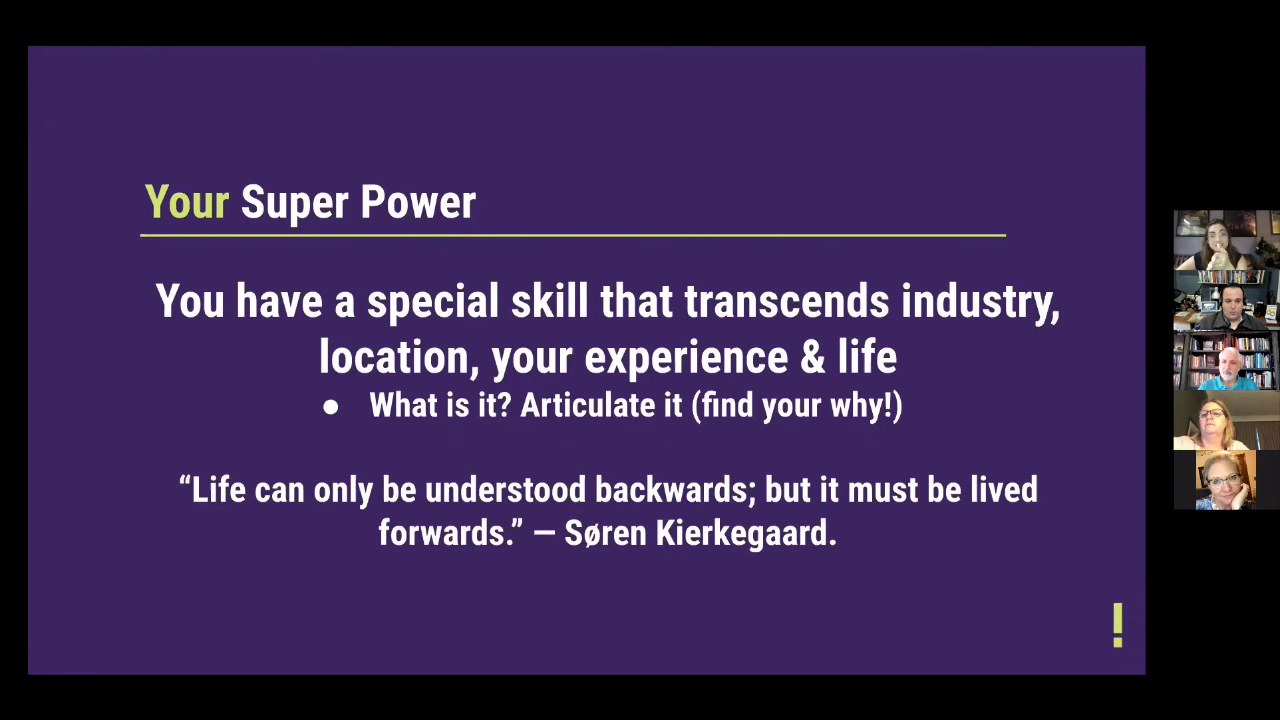 Your Super Power
You have a special skill that transcends industry,
location, your experience & life
● What is it? Articulate it (find your why!)
“Life can only be understood backwards; but it must be lived
forwards.” — Søren Kierkegaard.
!